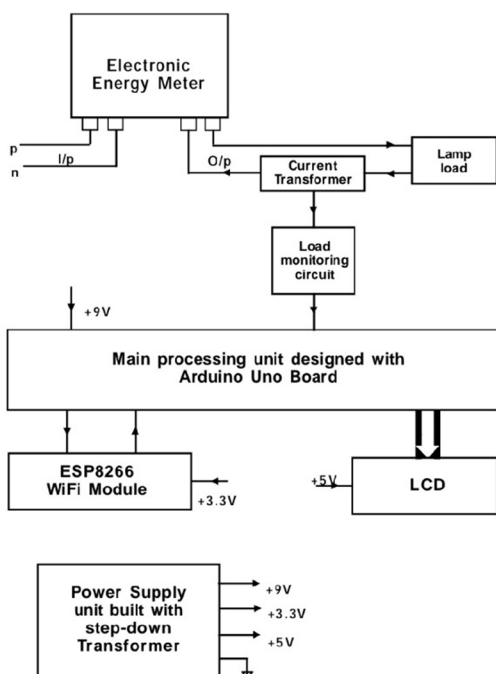 Electronic
Energy Meter
p
I/p
n
O/p
Current
Transformer
Lamp
load
Load
monitoring
circuit
+9V
Main processing unit designed with
Arduino Uno Board
ESP8266
WiFi Module
+3.3V
+5V
LCD
Power Supply
unit built with
step-down
Transformer
+9V
+3.3V
+5V